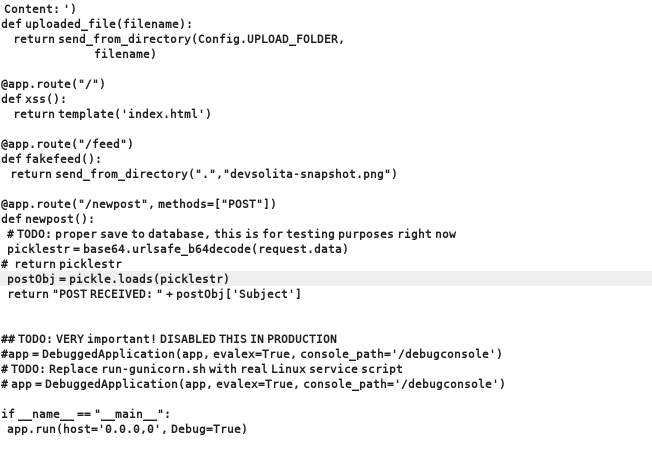 Content: ')
def uploaded_file(filename):
return send_from_directory(Config.UPLOAD_FOLDER,
filename)
@app.route("/")
def xss():
return template('index.html')
@app.route("/feed")
def fakefeed():
return send_from_directory(".","devsolita-snapshot.png")
@app.route("/newpost", methods=["POST"])
def newpost():
# TODO: proper save to database, this is for testing purposes right now
picklestr = base64.urlsafe_b64decode(request.data)
# return picklestr
postObj = pickle.loads(picklestr)
return "POST RECEIVED: " + postObj['Subject']
## TODO: VERY important! DISABLED THIS IN PRODUCTION
#app = DebuggedApplication(app, evalex=True, console_path='/debugconsole')
# TODO: Replace run-gunicorn.sh with real Linux service script
# app = DebuggedApplication(app, evalex=True, console_path='/debugconsole')
if __name__ == "__main__":
app.run(host='0.0.0,0', Debug=True)